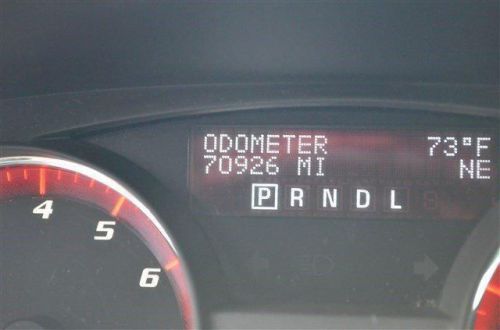 ODOMETER 73°F
70926 MI NE
P R N D L
4
5
6